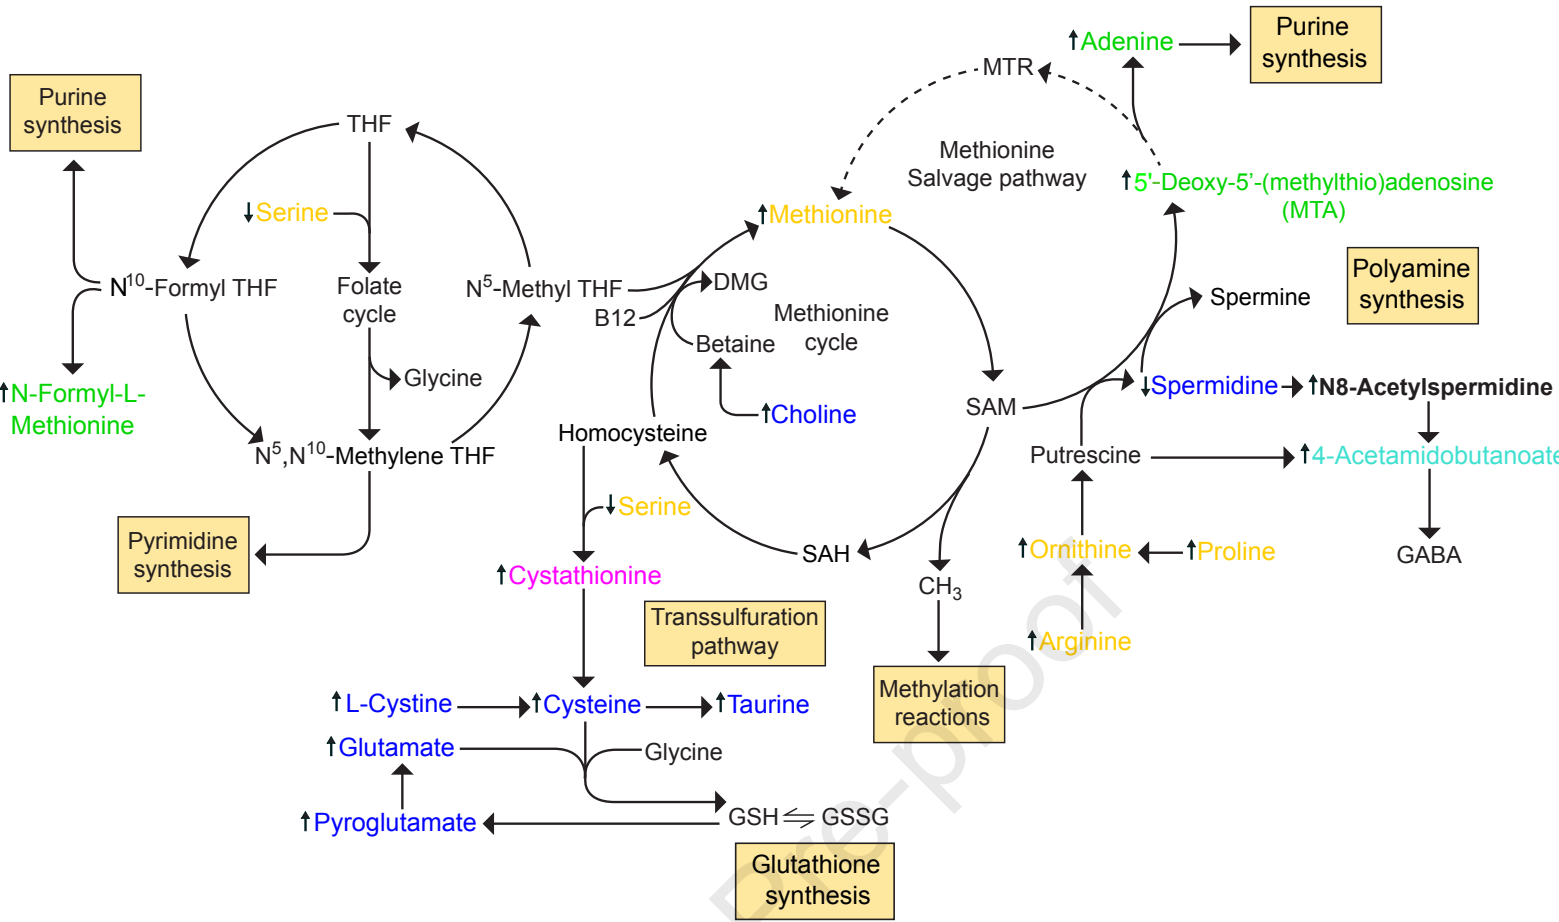 Purine
synthesis
THF
↓Serine
N10-Formyl THF
Folate
cycle
N5-Methyl THF
B12
Glycine
↑N-Formyl-L-
Methionine
N5,N10-Methylene THF
Pyrimidine
synthesis
↑Adenine
Purine
synthesis
MTR
Methionine
Salvage pathway
↑5'-Deoxy-5’-(methylthio)adenosine
(MTA)
↑Methionine
DMG
Methionine
cycle
Betaine
↑Choline
Homocysteine
SAM
SAH
CH3
Methylation
reactions
Polyamine
synthesis
Spermine
↓Spermidine
↑N8-Acetylspermidine
Putrescine
↑4-Acetamidobutanoate
GABA
↑Ornithine
↑Proline
↑Arginine
↓Serine
↑Cystathionine
Transsulfuration
pathway
↑L-Cystine
↑Cysteine
↑Taurine
↑Glutamate
Glycine
↑Pyroglutamate
GSH ⇌ GSSG
Glutathione
synthesis
Pre-proof